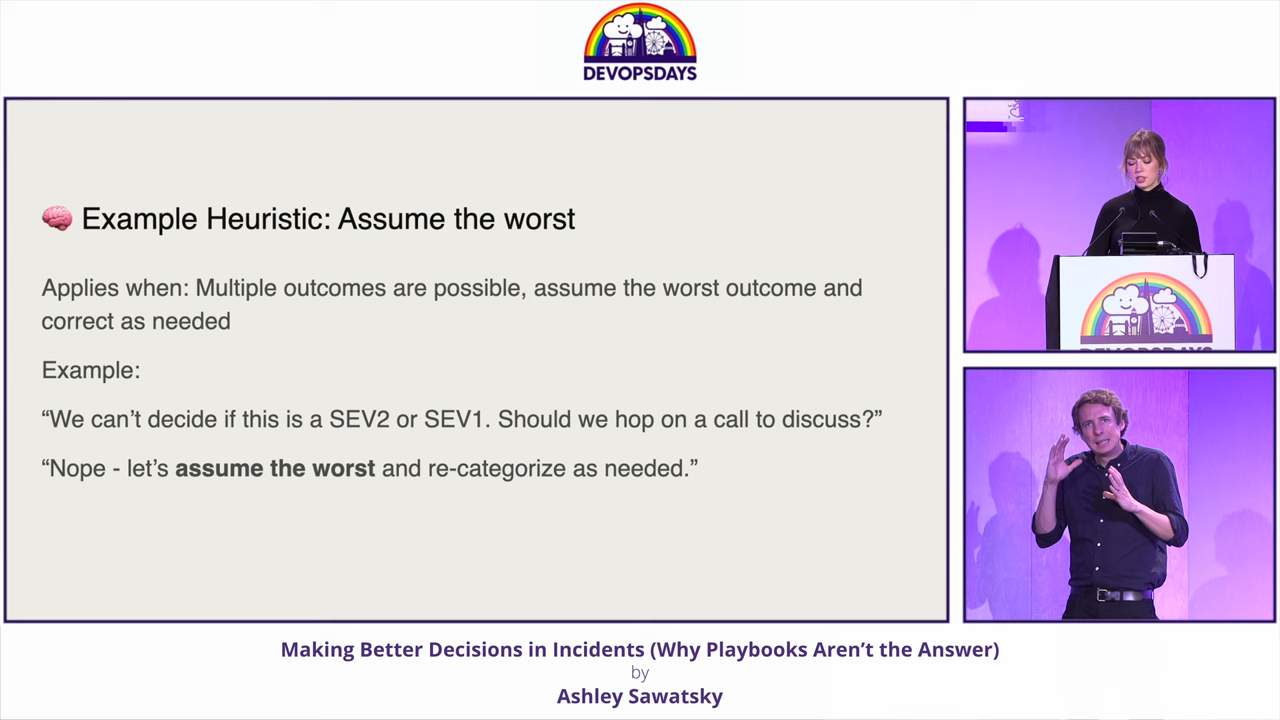 DEVOPSDAYS
🧠 Example Heuristic: Assume the worst
Applies when: Multiple outcomes are possible, assume the worst outcome and
correct as needed
Example:
“We can’t decide if this is a SEV2 or SEV1. Should we hop on a call to discuss?”
“Nope - let’s assume the worst and re-categorize as needed.”
DEVOPSDAYS
Making Better Decisions in Incidents (Why Playbooks Aren’t the Answer)
by
Ashley Sawatsky